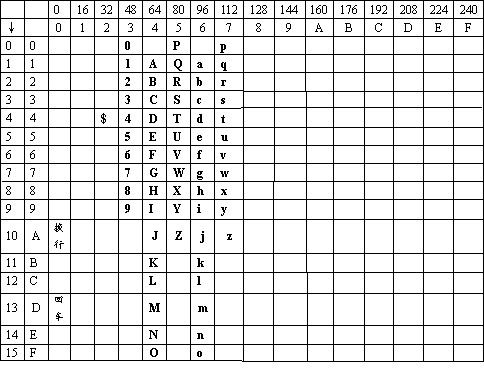 0 16 32 48 64 80 96 112 128 144 160 176 192 208 224 240
↓ 0 1 2 3 4 5 6 7 8 9 A B C D E F
0 0 0 P p
1 1 1 A Q a q
2 2 2 B R b r
3 3 3 C S c s
4 4 $ 4 D T d t
5 5 5 E U e u
6 6 6 F V f v
7 7 7 G W g w
8 8 8 H X h x
9 9 9 I Y i y
10 A 换行 J Z j z
11 B K k
12 C L l
13 D 回车 M m
14 E N n
15 F O o